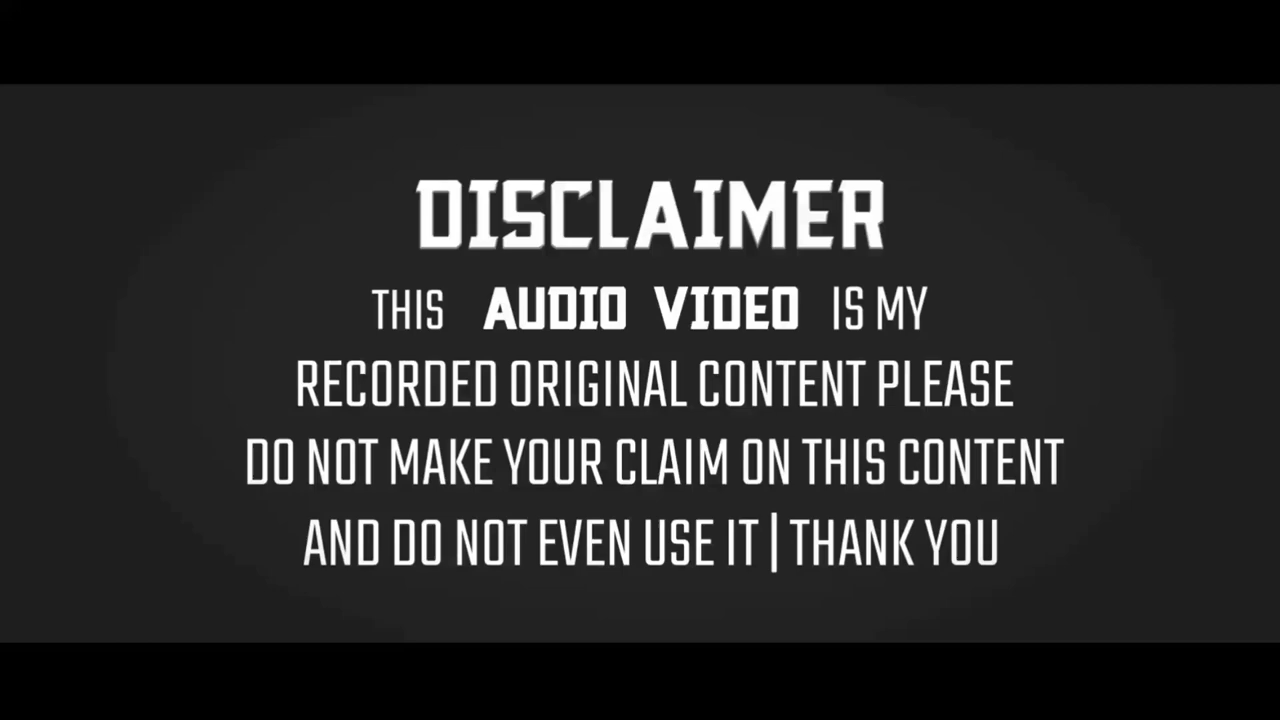 DISCLAIMER
THIS AUDIO VIDEO IS MY
RECORDED ORIGINAL CONTENT PLEASE
DO NOT MAKE YOUR CLAIM ON THIS CONTENT
AND DO NOT EVEN USE IT | THANK YOU